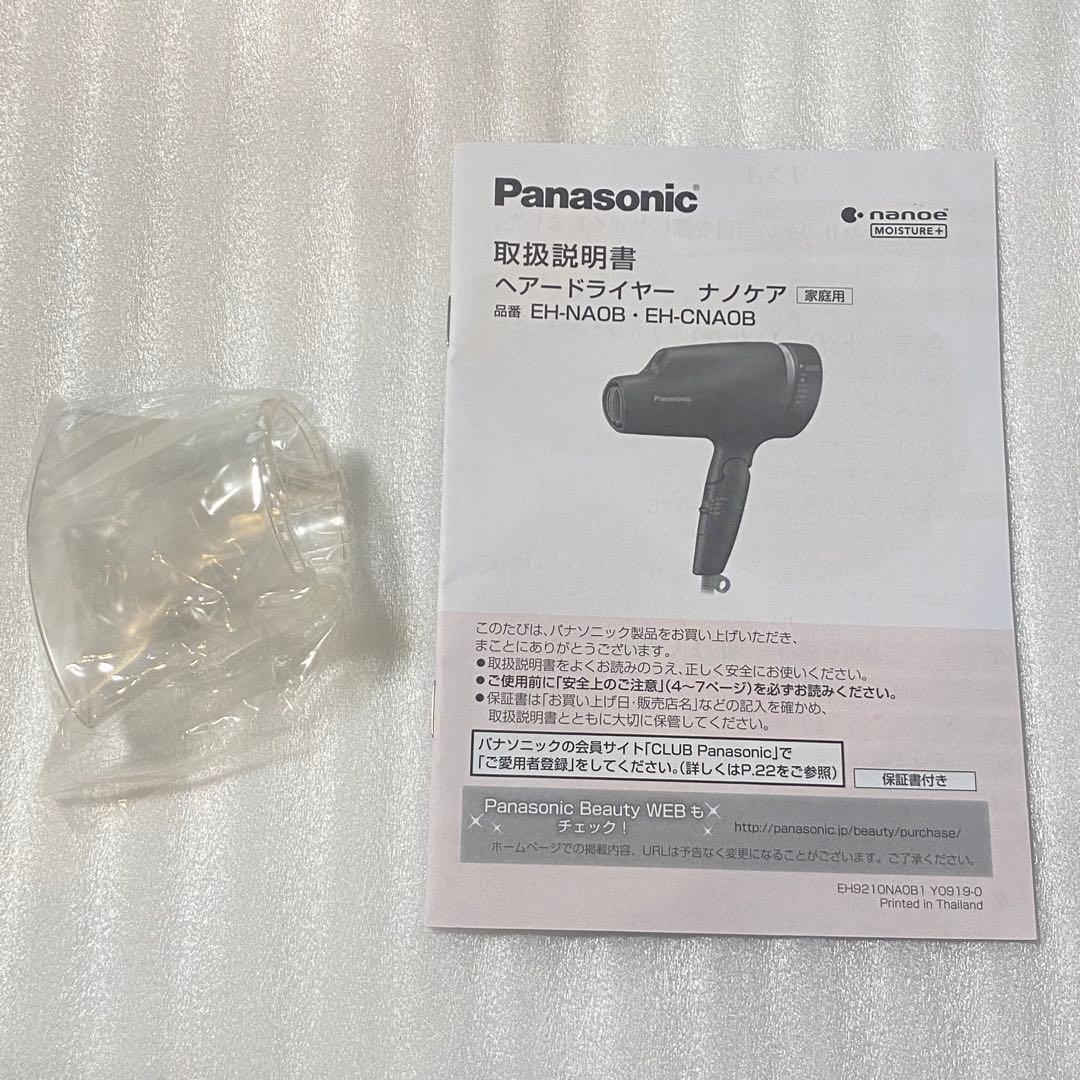 Panasonic®
nanoe™
MOISTURE+
取扱説明書
ヘアードライヤー ナノケア 家庭用
品番 EH-NA0B・EH-CNA0B
Panasonic
このたびは、パナソニック製品をお買い上げいただき、
まことにありがとうございます。
●取扱説明書をよくお読みのうえ、正しく安全にお使いください。
●ご使用前に「安全上のご注意」(4〜7ページ)を必ずお読みください。
●保証書は「お買い上げ日・販売店名」などの記入を確かめ、
取扱説明書とともに大切に保管してください。
パナソニックの会員サイト「CLUB Panasonic」で
「ご愛用者登録」をしてください。(詳しくはP.22をご参照)
保証書付き
Panasonic Beauty WEBも
チェック!
http://panasonic.jp/beauty/purchase/
ホームページでの掲載内容、URLは予告なく変更になることがございます。ご了承ください。
EH9210NA0B1 Y0919-0
Printed in Thailand